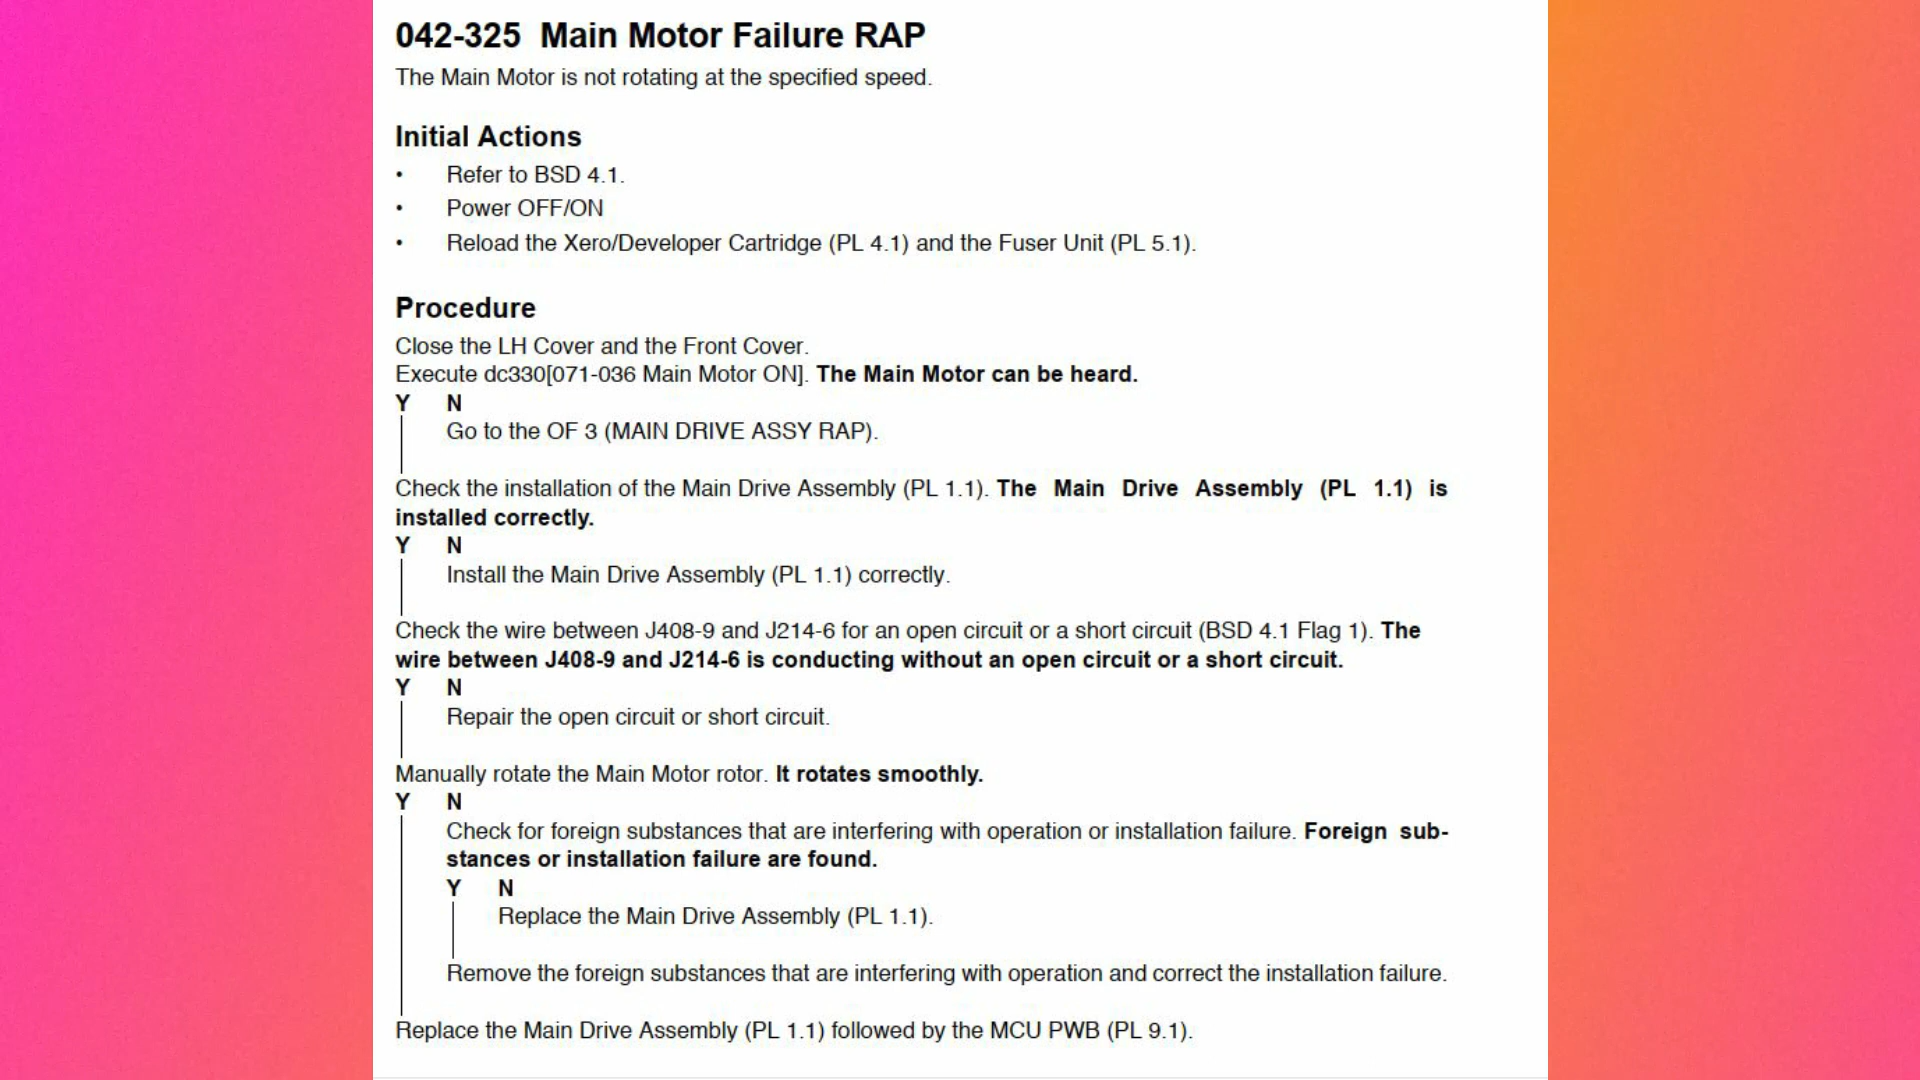 042-325 Main Motor Failure RAP
The Main Motor is not rotating at the specified speed.
Initial Actions
• Refer to BSD 4.1.
• Power OFF/ON
• Reload the Xero/Developer Cartridge (PL 4.1) and the Fuser Unit (PL 5.1).
Procedure
Close the LH Cover and the Front Cover.
Execute dc330[071-036 Main Motor ON]. The Main Motor can be heard.
Y N
Go to the OF 3 (MAIN DRIVE ASSY RAP).
Check the installation of the Main Drive Assembly (PL 1.1). The Main Drive Assembly (PL 1.1) is
installed correctly.
Y N
Install the Main Drive Assembly (PL 1.1) correctly.
Check the wire between J408-9 and J214-6 for an open circuit or a short circuit (BSD 4.1 Flag 1). The
wire between J408-9 and J214-6 is conducting without an open circuit or a short circuit.
Y N
Repair the open circuit or short circuit.
Manually rotate the Main Motor rotor. It rotates smoothly.
Y N
Check for foreign substances that are interfering with operation or installation failure. Foreign sub-
stances or installation failure are found.
Y N
Replace the Main Drive Assembly (PL 1.1).
Remove the foreign substances that are interfering with operation and correct the installation failure.
Replace the Main Drive Assembly (PL 1.1) followed by the MCU PWB (PL 9.1).